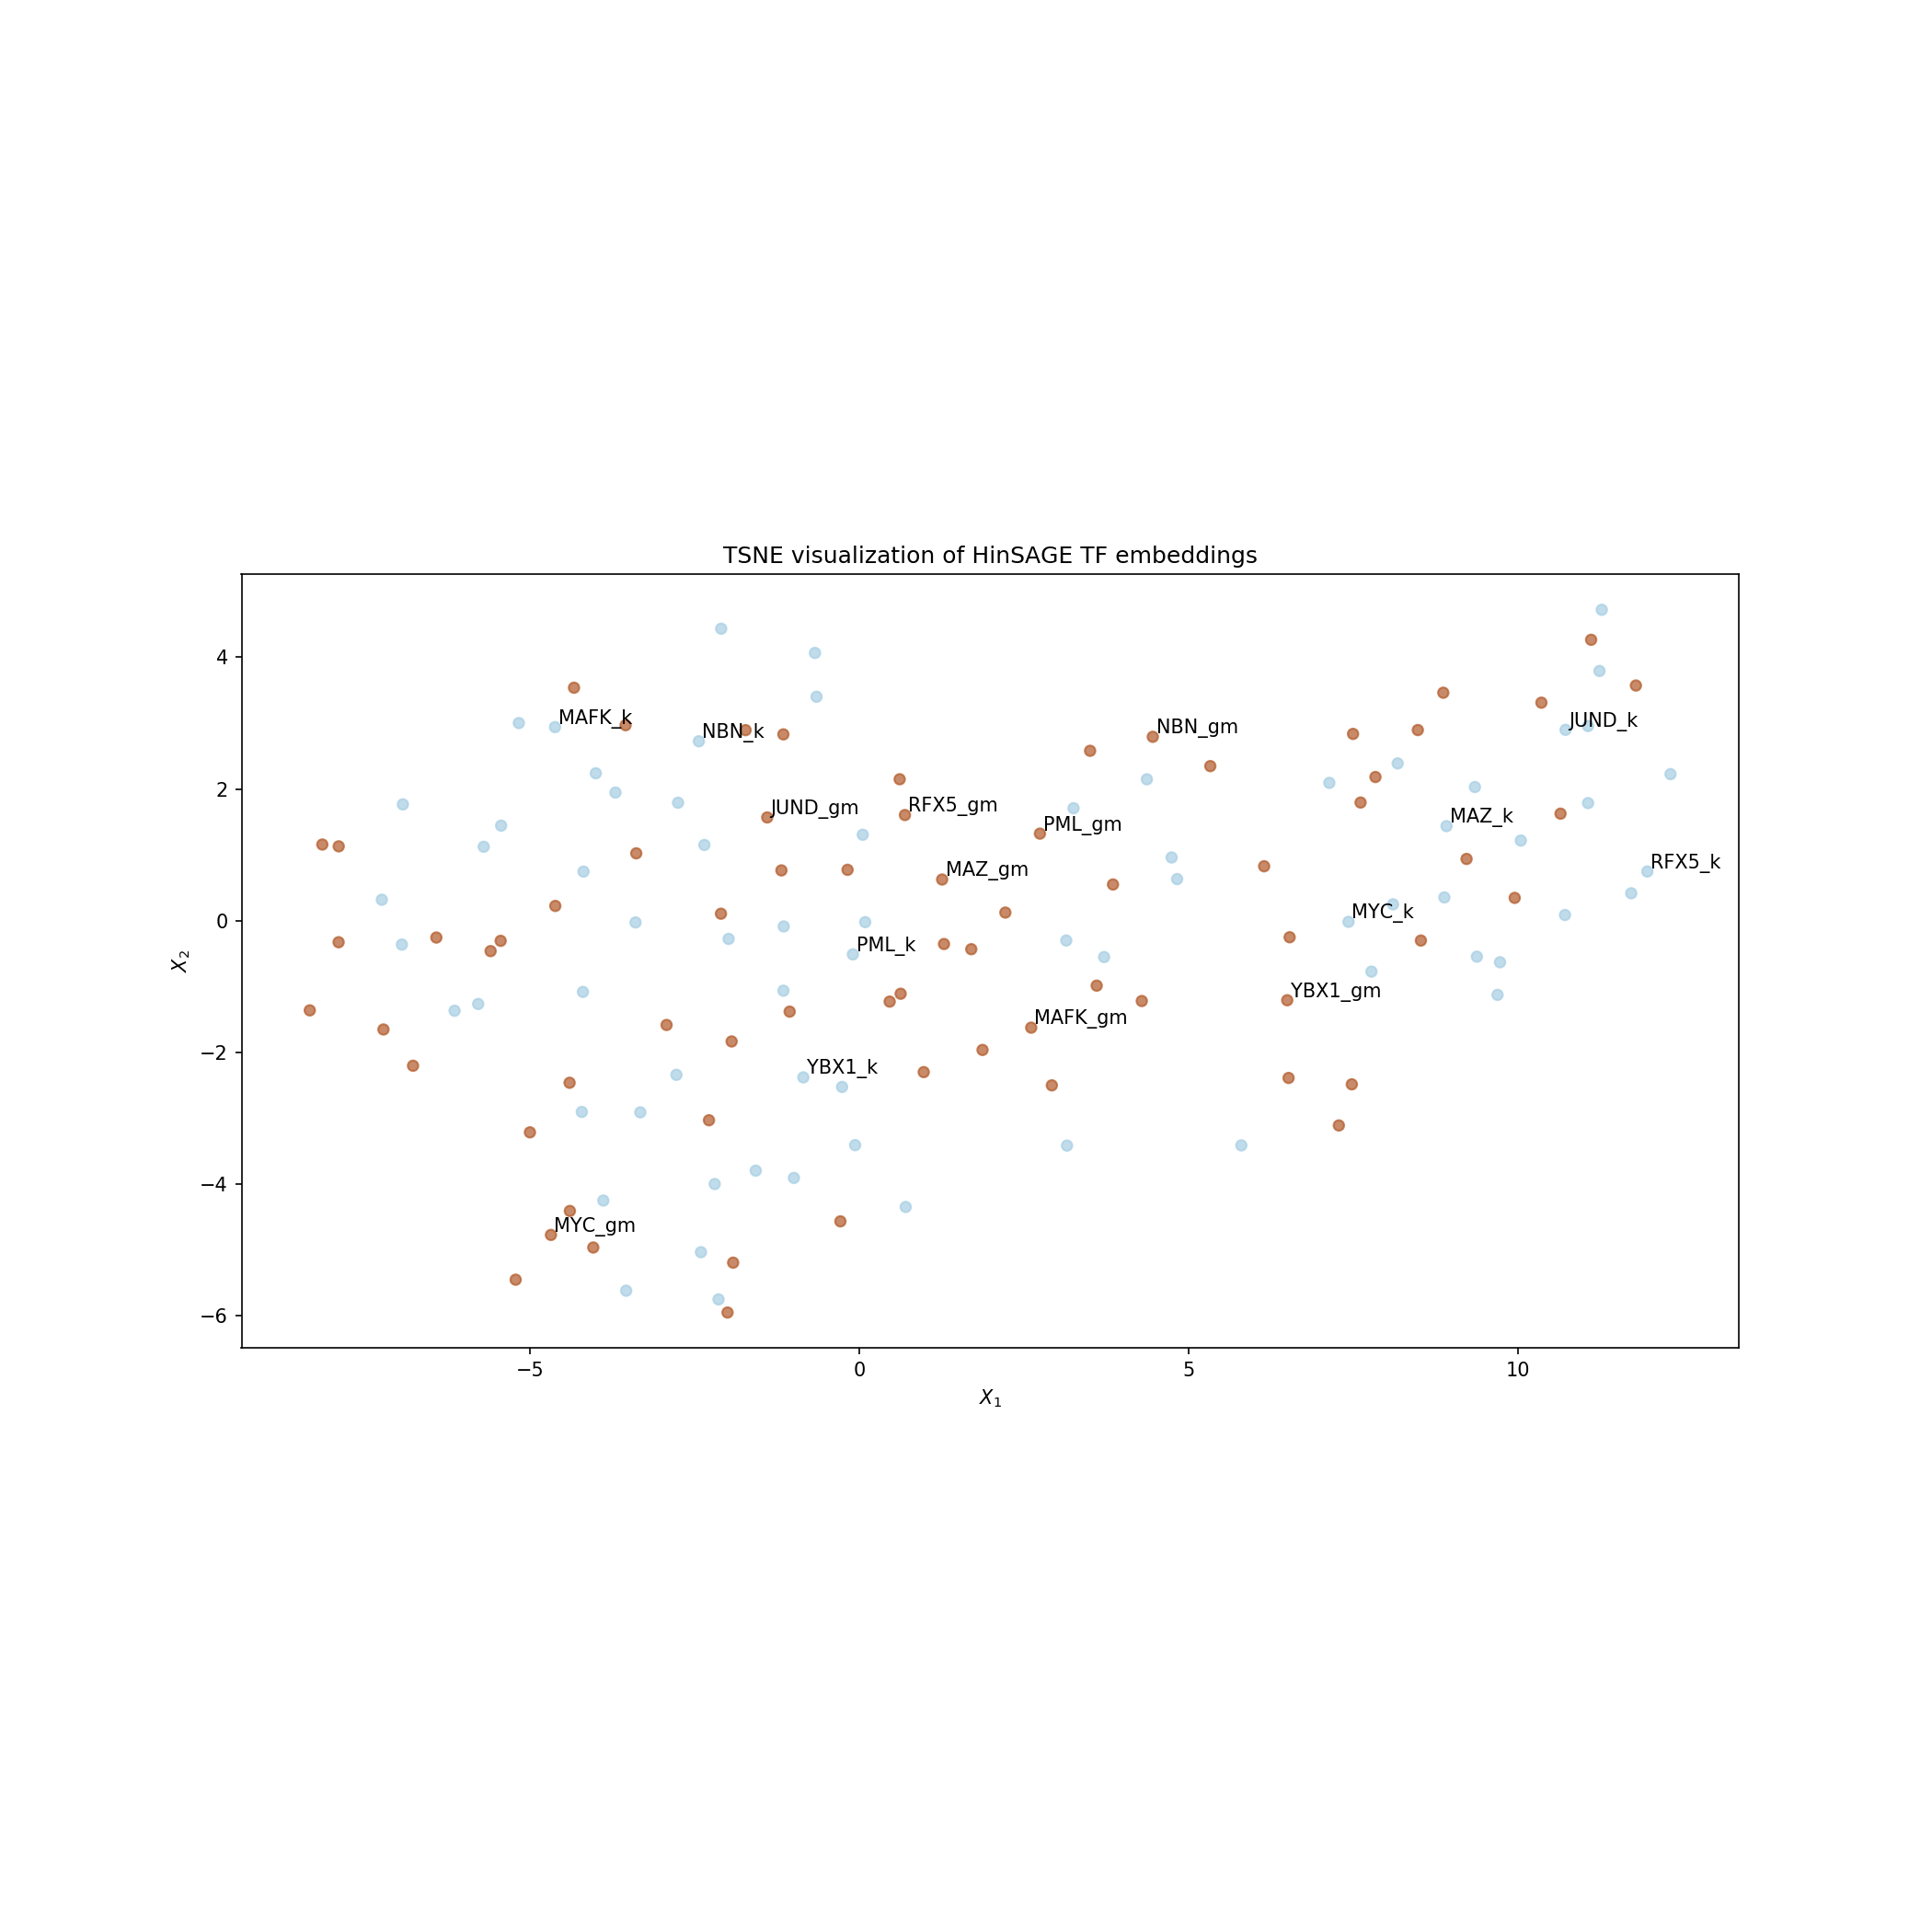 TSNE visualization of HinSAGE TF embeddings
4
MAFK_k
NBN_k
NBN_gm
JUND_k
2
JUND_gm
RFX5_gm
PML_gm
MAZ_k
MAZ_gm
RFX5_k
0
MYC_k
PML_k
X₂
YBX1_gm
MAFK_gm
−2
YBX1_k
−4
MYC_gm
−6
−5 0 5 10
X₁